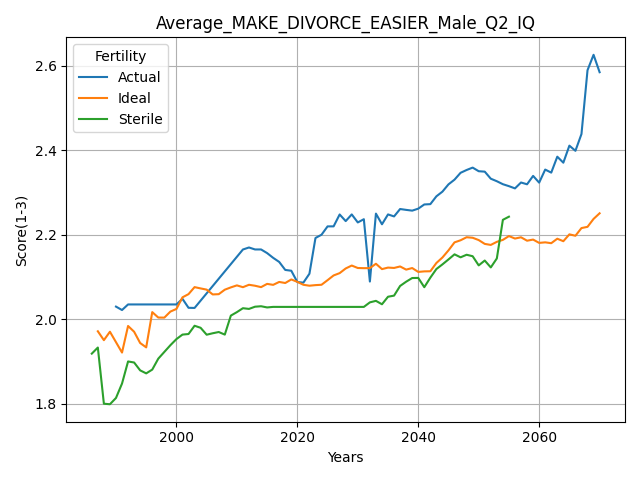 Average_MAKE_DIVORCE_EASIER_Male_Q2_IQ
Fertility
Actual
Ideal
Sterile
Score(1-3)
2.6
2.4
2.2
2.0
1.8
2000
2020
2040
2060
Years